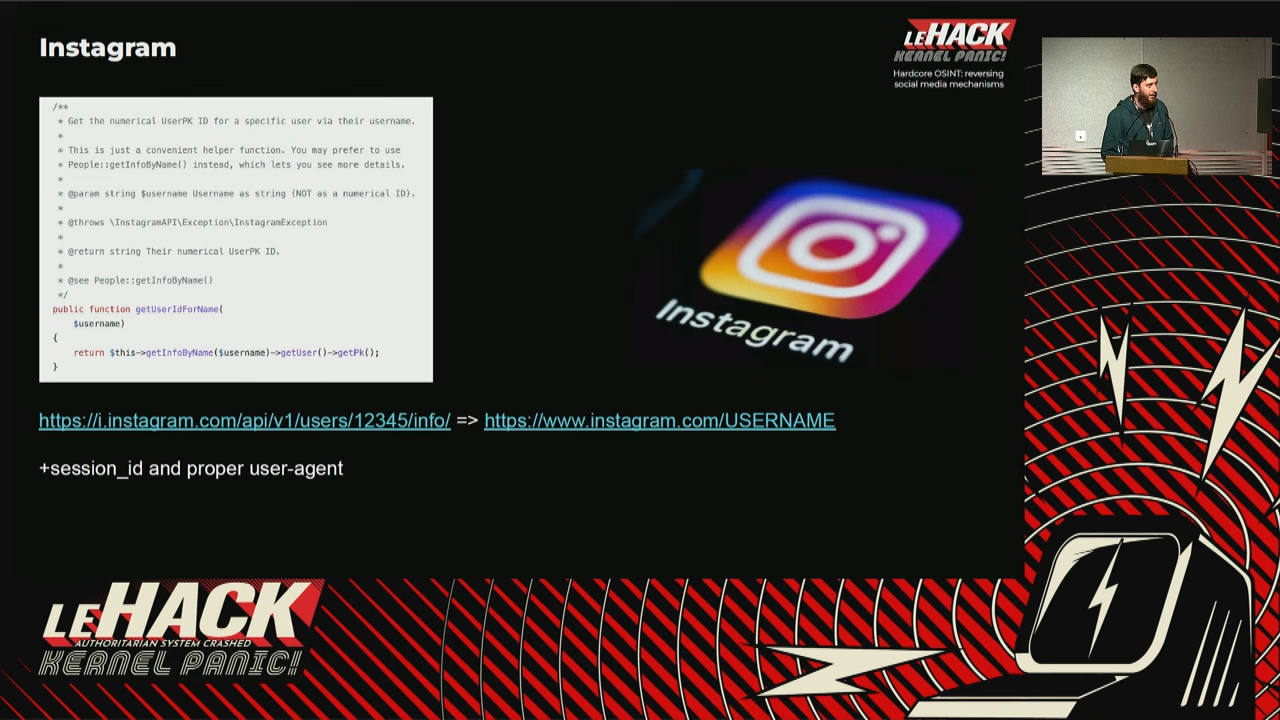 Instagram
LEHACK
KERNEL PANIC!
Hardcore OSINT: reversing
social media mechanisms
/**
* Get the numerical UserPK ID for a specific user via their username.
*
* This is just a convenient helper function. You may prefer to use
* People::getInfoByName() instead, which lets you see more details.
*
* @param string $username Username as string (NOT as a numerical ID).
*
* @throws \InstagramAPI\Exception\InstagramException
*
* @return string Their numerical UserPK ID.
*
* @see People::getInfoByName()
*/
public function getUserIdForName(
$username)
{
return $this->getInfoByName($username)->getUser()->getPk();
}
Instagram
https://i.instagram.com/api/v1/users/12345/info/ => https://www.instagram.com/USERNAME
+session_id and proper user-agent
LEHACK
AUTHORITARIAN SYSTEM CRASHED
KERNEL PANIC!